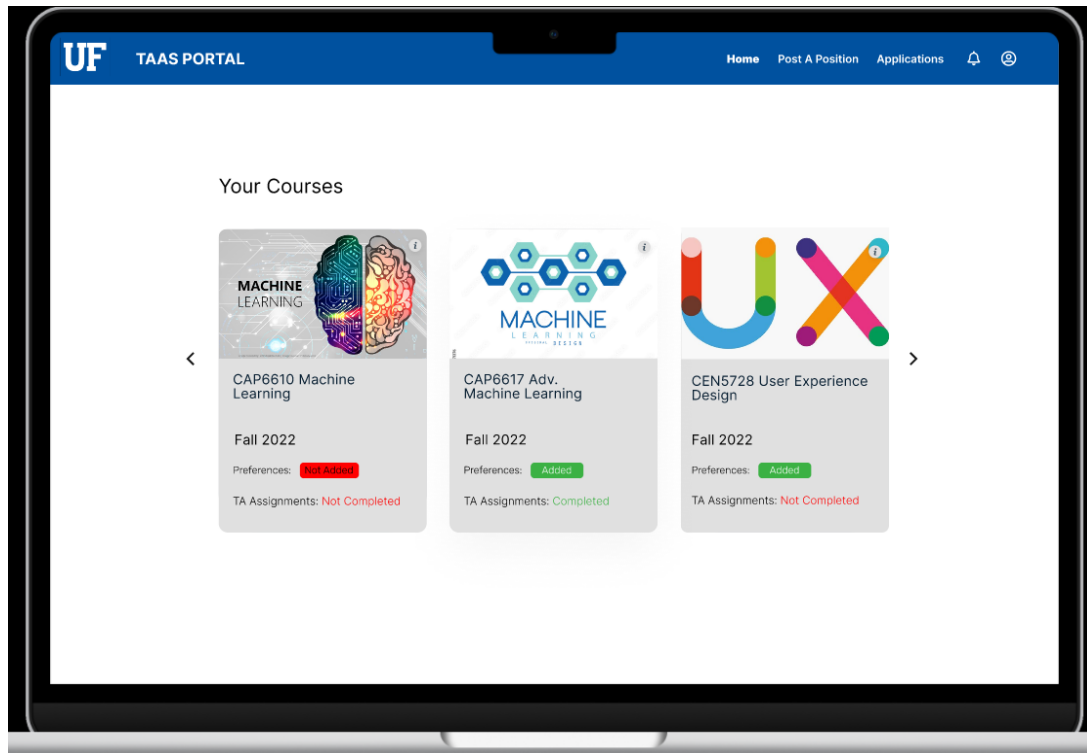 UF TAAS PORTAL Home Post A Position Applications
Your Courses
MACHINE
LEARNING
i
CAP6610 Machine
Learning
Fall 2022
Preferences: Not Added
TA Assignments: Not Completed
i
MACHINE
LEARNING
DESIGN
CAP6617 Adv.
Machine Learning
Fall 2022
Preferences: Added
TA Assignments: Completed
UX
i
CEN5728 User Experience
Design
Fall 2022
Preferences: Added
TA Assignments: Not Completed